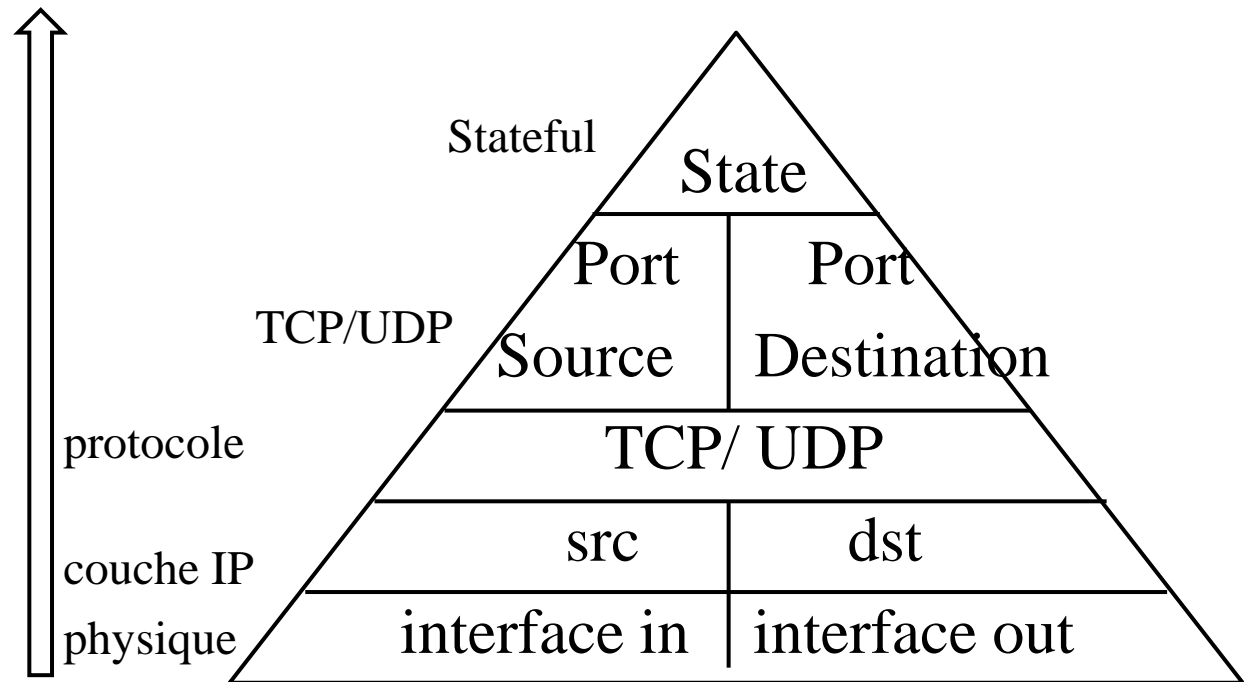 Stateful
State
Port
Port
Source
Destination
TCP/UDP
protocole
TCP/ UDP
couche IP
src
dst
physique
interface in
interface out